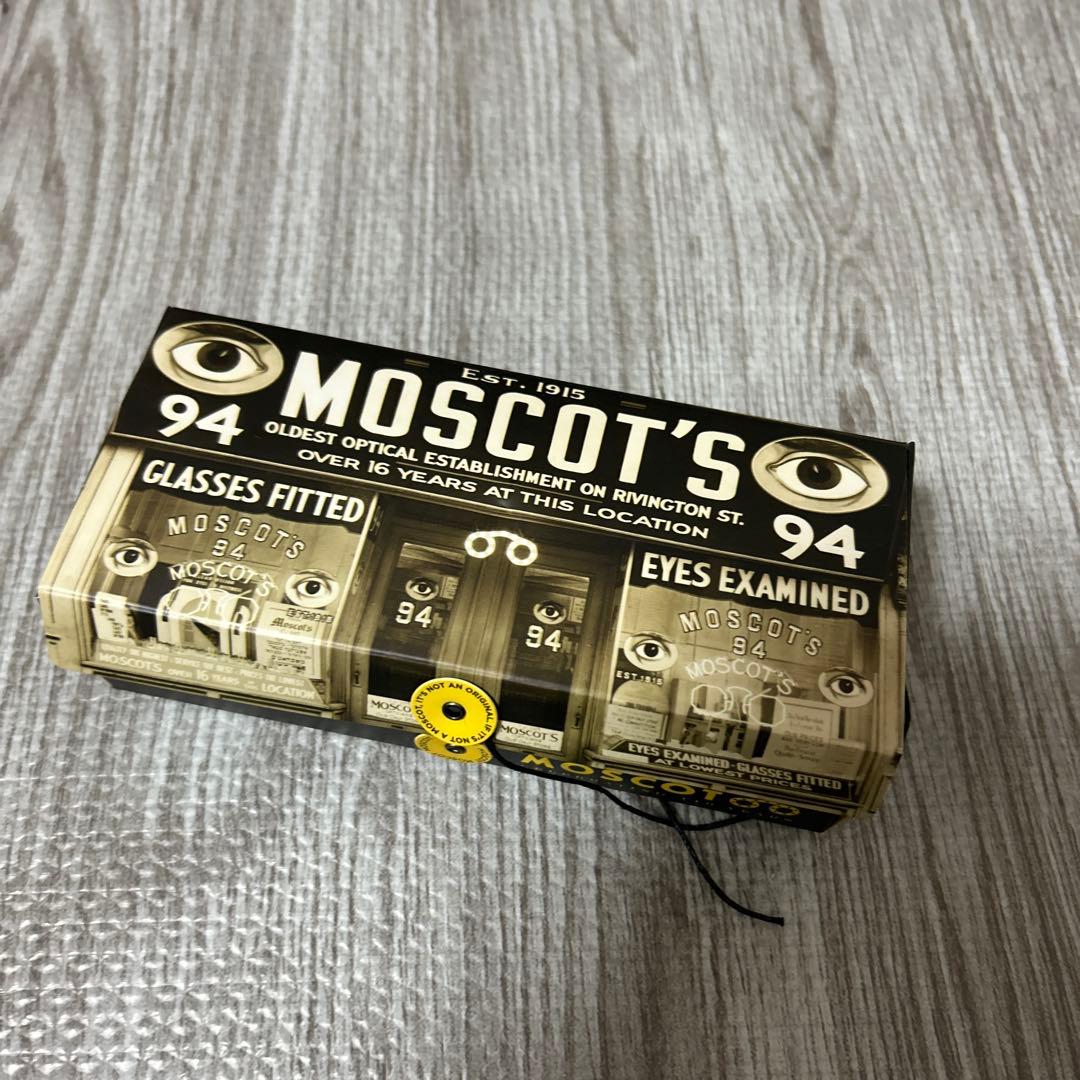 EST. 1915
MOSCOT'S
94
OLDEST OPTICAL ESTABLISHMENT ON RIVINGTON ST.
OVER 16 YEARS AT THIS LOCATION
94
GLASSES FITTED
MOSCOT'S
94
MOSCOT'S
Moscot's
MOSCOTS OVER 16 YEARS LOCATION
94
94
MOSCOT'S
EYES EXAMINED
MOSCOT'S
94
MOSCOT'S
EST. 1915
EYES EXAMINED-GLASSES FITTED
AT LOWEST PRICES
IT'S NOT AN ORIGINAL, IF IT'S NOT A MOSCOT.
MOSCOT